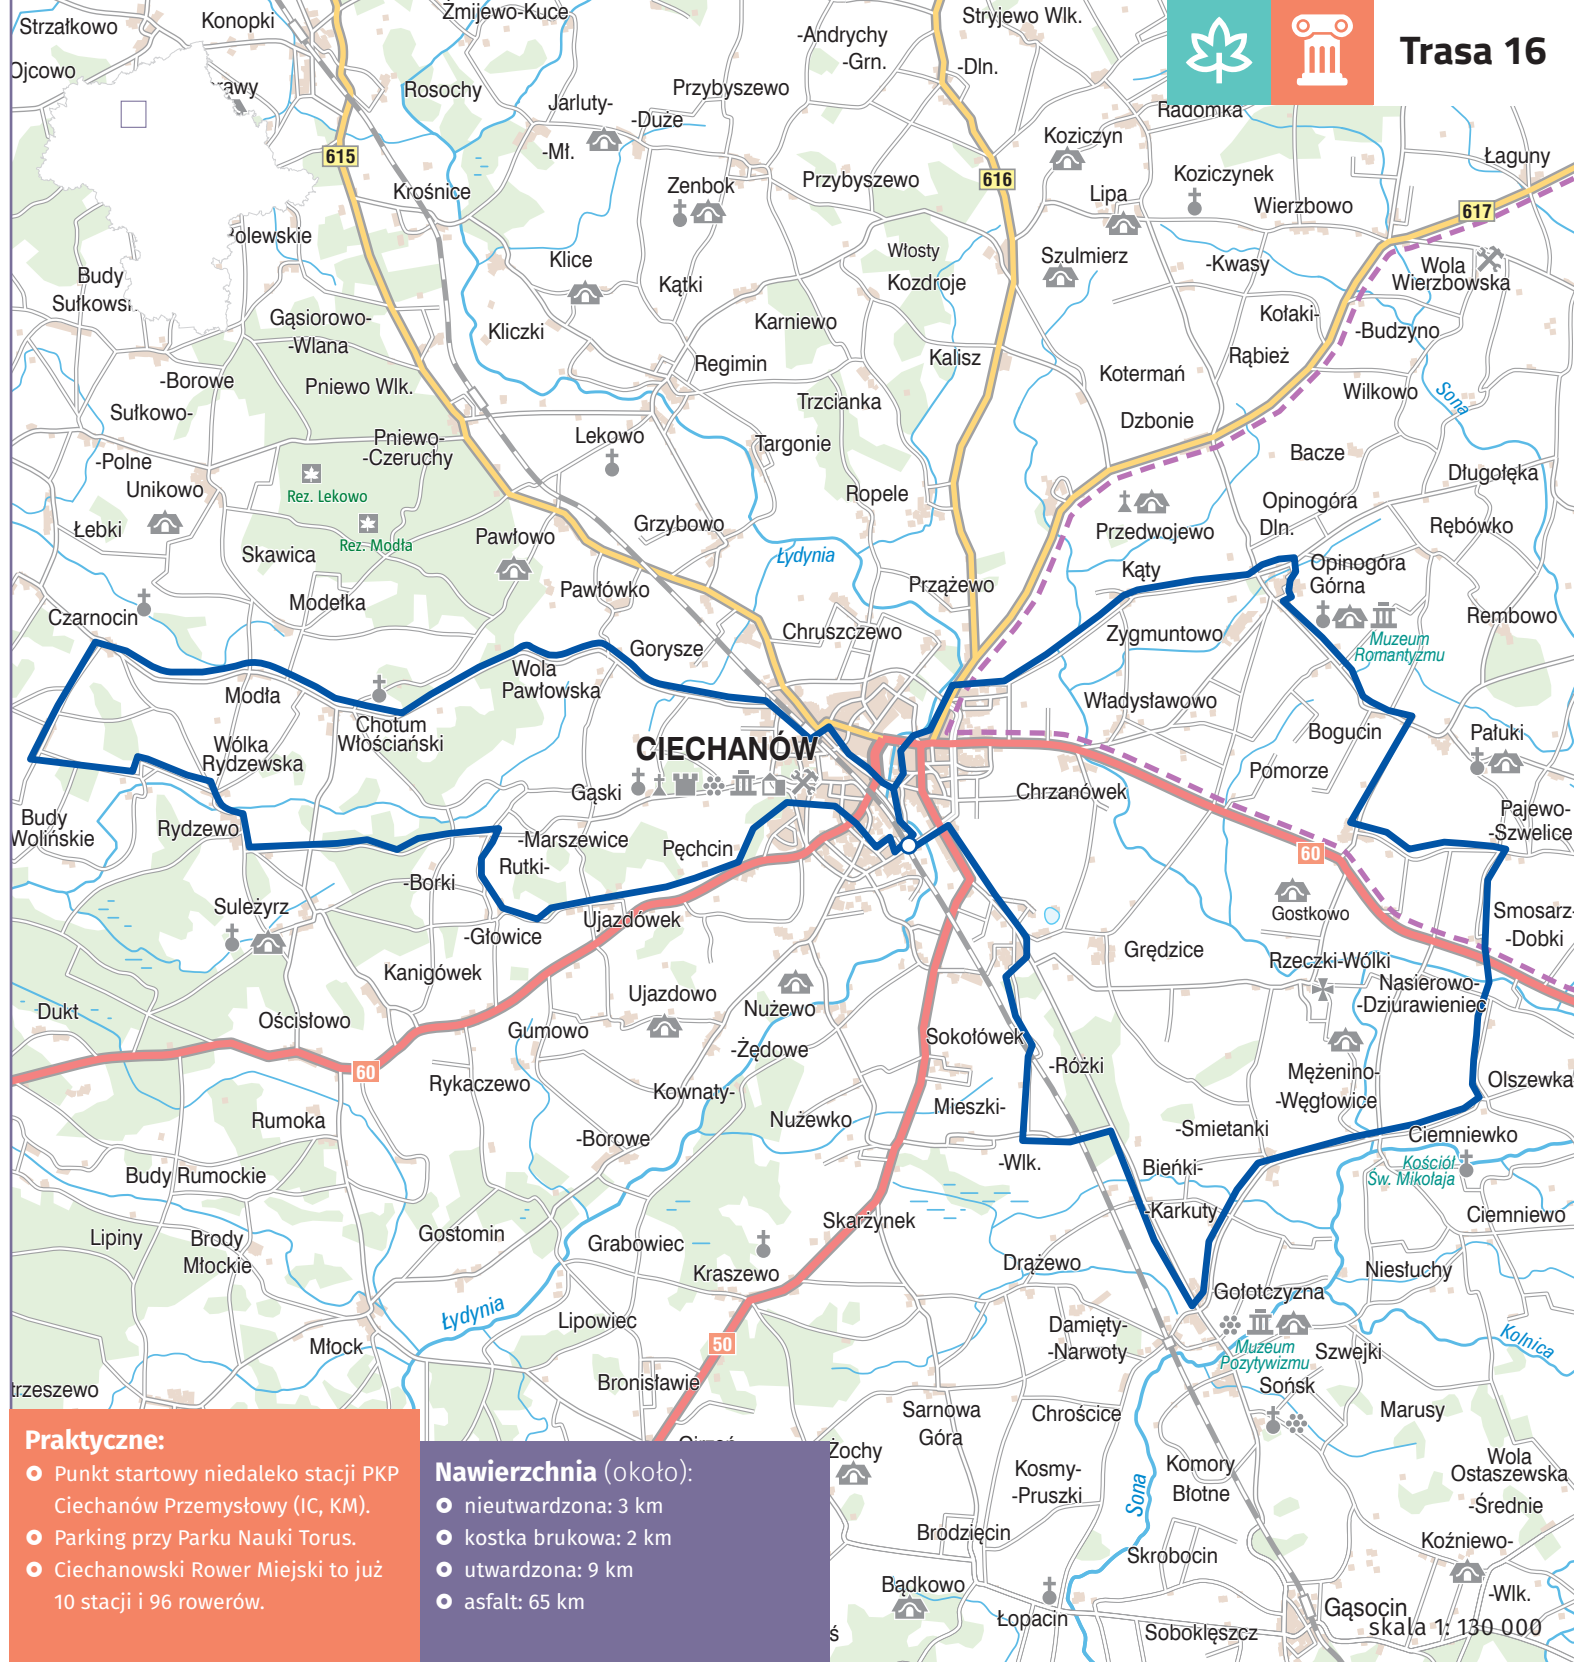 Strzałkowo
Konopki
Żmijewo-Kuce
Stryjewo Wlk.
-Andrychy
-Grn.
-Dln.
Trasa 16
Ojcowo
Rosochy
Jarluty-
-Duże
-Mł.
Przybyszewo
Radomka
Koziczyn
615
Krośnice
Zenbok
Przybyszewo
616
Lipa
Koziczynek
Wierzbowo
Łaguny
617
Klice
Kątki
Włosty
Kozdroje
Szulmierz
-Kwasy
Wola
Wierzbowska
Budy
Gąsiorowo-
-Wlana
Kliczki
Karniewo
Kołaki-
-Budzyno
-Borowe
Pniewo Wlk.
Regimin
Kalisz
Rąbież
Kotermań
Wilkowo
Sona
Sułkowo-
Trzcianka
Dzbonie
Pniewo-
-Czeruchy
Lekowo
Targonie
Bacze
-Polne
Unikowo
Rez. Lekowo
Ropele
Długołęka
Łebki
Rez. Modła
Skawica
Pawłowo
Grzybowo
Łydynia
Przedwojewo
Opinogóra
Dln.
Rębówko
Modełka
Pawłówko
Przążewo
Kąty
Opinogóra
Górna
Czarnocin
Chruszczewo
Zygmuntowo
Muzeum
Romantyzmu
Rembowo
Gorysze
Wola
Pawłowska
Modła
Władysławowo
Chotum
Włościański
Wólka
Rydzewska
CIECHANÓW
Bogucin
Pałuki
Gąski
Pomorze
Chrzanówek
Budy
Wolińskie
Rydzewo
-Marszewice
Rutki-
Pęchcin
Pajewo-
-Szwelice
60
-Borki
Suleżyrz
-Głowice
Ujazdówek
Gostkowo
Smosarz-
-Dobki
Kanigówek
Grędzice
Rzeczki-Wólki
Nasierowo-
-Dziurawieniec
Dukt
Ościsłowo
Ujazdowo
Nużewo
Gumowo
-Żędowe
Sokołówek
-Różki
60
Rykaczewo
Kownaty-
Mężenino-
-Węgłowice
Olszewka
Rumoka
Nużewko
Mieszki-
-Borowe
-Smietanki
Ciemniewko
Budy Rumockie
-Wlk.
Bieńki-
-Karkuty
Kościół
Św. Mikołaja
Lipiny
Brody
Młockie
Gostomin
Grabowiec
Skarżynek
Ciemniewo
Kraszewo
Drążewo
Niesłuchy
Łydynia
Lipowiec
Gołotczyzna
Młock
50
Damięty-
-Narwoty
Muzeum
Pozytywizmu
Szwejki
Kolnica
Bronisławie
Sońsk
Sarnowa
Góra
Chrościce
Marusy
Praktyczne:
Punkt startowy niedaleko stacji PKP
Ciechanów Przemysłowy (IC, KM).
Parking przy Parku Nauki Torus.
Ciechanowski Rower Miejski to już
10 stacji i 96 rowerów.
Nawierzchnia (około):
nieutwardzona: 3 km
kostka brukowa: 2 km
utwardzona: 9 km
asfalt: 65 km
Żochy
Kosmy-
-Pruszki
Sona
Komory
Błotne
Wola
Ostaszewska
-Średnie
Brodzięcin
Skrobocin
Koźniewo-
-Wlk.
Bądkowo
Łopacin
Soboklęszcz
Gąsocin
skala 1: 130 000